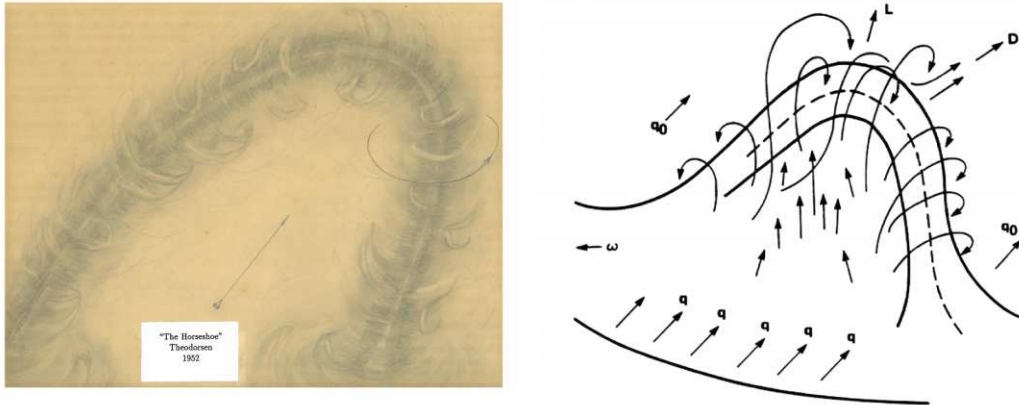 "The Horseshoe"
Theodorsen
1952
L
D
q₀
ω
q₀
q
q
q
q
q